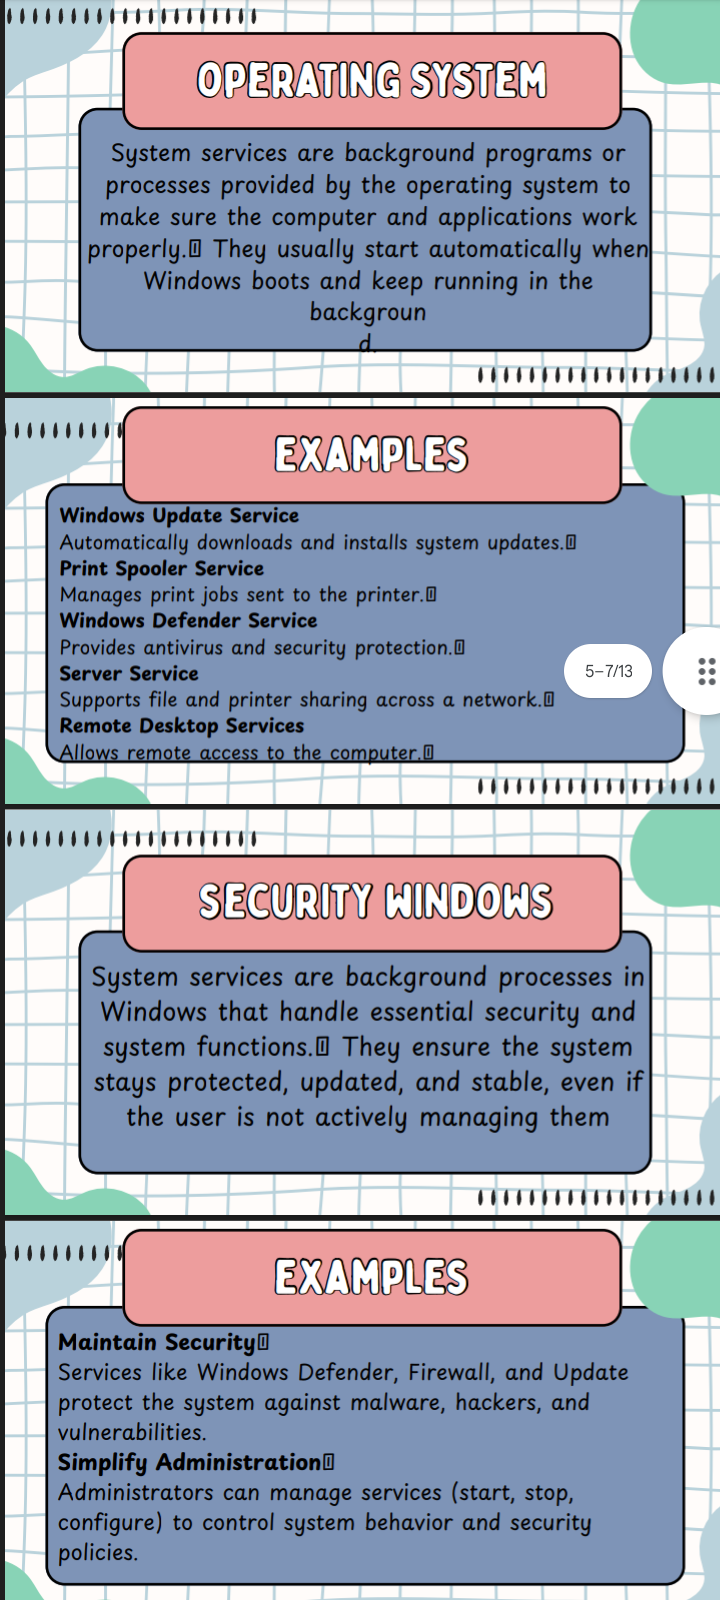 OPERATING SYSTEM
System services are background programs or
processes provided by the operating system to
make sure the computer and applications work
properly. They usually start automatically when
Windows boots and keep running in the
backgroun
d.
EXAMPLES
Windows Update Service
Automatically downloads and installs system updates.
Print Spooler Service
Manages print jobs sent to the printer.
Windows Defender Service
Provides antivirus and security protection.
Server Service
Supports file and printer sharing across a network.
Remote Desktop Services
Allows remote access to the computer.
5–7/13
SECURITY WINDOWS
System services are background processes in
Windows that handle essential security and
system functions. They ensure the system
stays protected, updated, and stable, even if
the user is not actively managing them
EXAMPLES
Maintain Security
Services like Windows Defender, Firewall, and Update
protect the system against malware, hackers, and
vulnerabilities.
Simplify Administration
Administrators can manage services (start, stop,
configure) to control system behavior and security
policies.